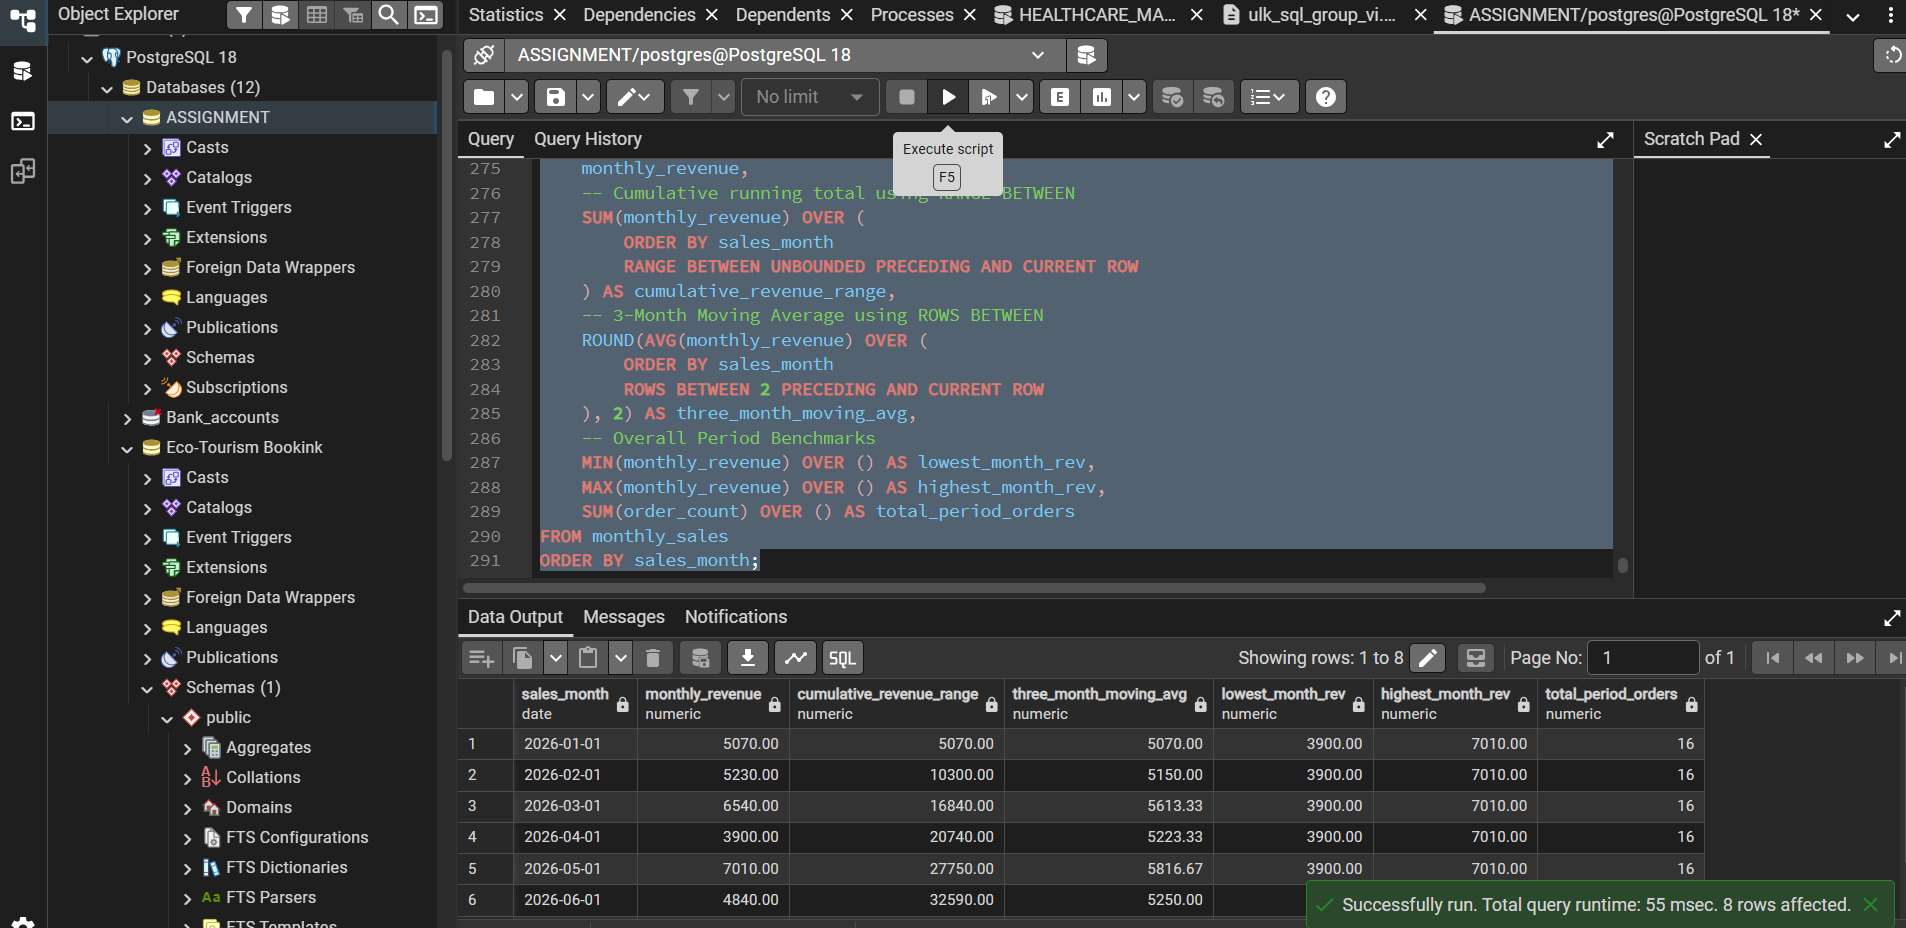 Object Explorer
PostgreSQL 18
Databases (12)
ASSIGNMENT
Casts
Catalogs
Event Triggers
Extensions
Foreign Data Wrappers
Languages
Publications
Schemas
Subscriptions
Bank_accounts
Eco-Tourism Bookink
Casts
Catalogs
Event Triggers
Extensions
Foreign Data Wrappers
Languages
Publications
Schemas (1)
public
Aggregates
Collations
Domains
FTS Configurations
FTS Dictionaries
Aa FTS Parsers
FTS Templates
Statistics Dependencies Dependents Processes HEALTHCARE_MA... ulk_sql_group_vi.... ASSIGNMENT/postgres@PostgreSQL 18*
ASSIGNMENT/postgres@PostgreSQL 18
No limit
E
Query Query History
Execute script
F5
Scratch Pad
275 monthly_revenue,
276 -- Cumulative running total using RANGE BETWEEN
277 SUM(monthly_revenue) OVER (
278 ORDER BY sales_month
279 RANGE BETWEEN UNBOUNDED PRECEDING AND CURRENT ROW
280 ) AS cumulative_revenue_range,
281 -- 3-Month Moving Average using ROWS BETWEEN
282 ROUND(AVG(monthly_revenue) OVER (
283 ORDER BY sales_month
284 ROWS BETWEEN 2 PRECEDING AND CURRENT ROW
285 ), 2) AS three_month_moving_avg,
286 -- Overall Period Benchmarks
287 MIN(monthly_revenue) OVER () AS lowest_month_rev,
288 MAX(monthly_revenue) OVER () AS highest_month_rev,
289 SUM(order_count) OVER () AS total_period_orders
290 FROM monthly_sales
291 ORDER BY sales_month;
Data Output Messages Notifications
SQL
Showing rows: 1 to 8
Page No: 1 of 1
sales_month monthly_revenue cumulative_revenue_range three_month_moving_avg lowest_month_rev highest_month_rev total_period_orders
date numeric numeric numeric numeric numeric numeric
1 2026-01-01 5070.00 5070.00 5070.00 3900.00 7010.00 16
2 2026-02-01 5230.00 10300.00 5150.00 3900.00 7010.00 16
3 2026-03-01 6540.00 16840.00 5613.33 3900.00 7010.00 16
4 2026-04-01 3900.00 20740.00 5223.33 3900.00 7010.00 16
5 2026-05-01 7010.00 27750.00 5816.67 3900.00 7010.00 16
6 2026-06-01 4840.00 32590.00 5250.00
Successfully run. Total query runtime: 55 msec. 8 rows affected.